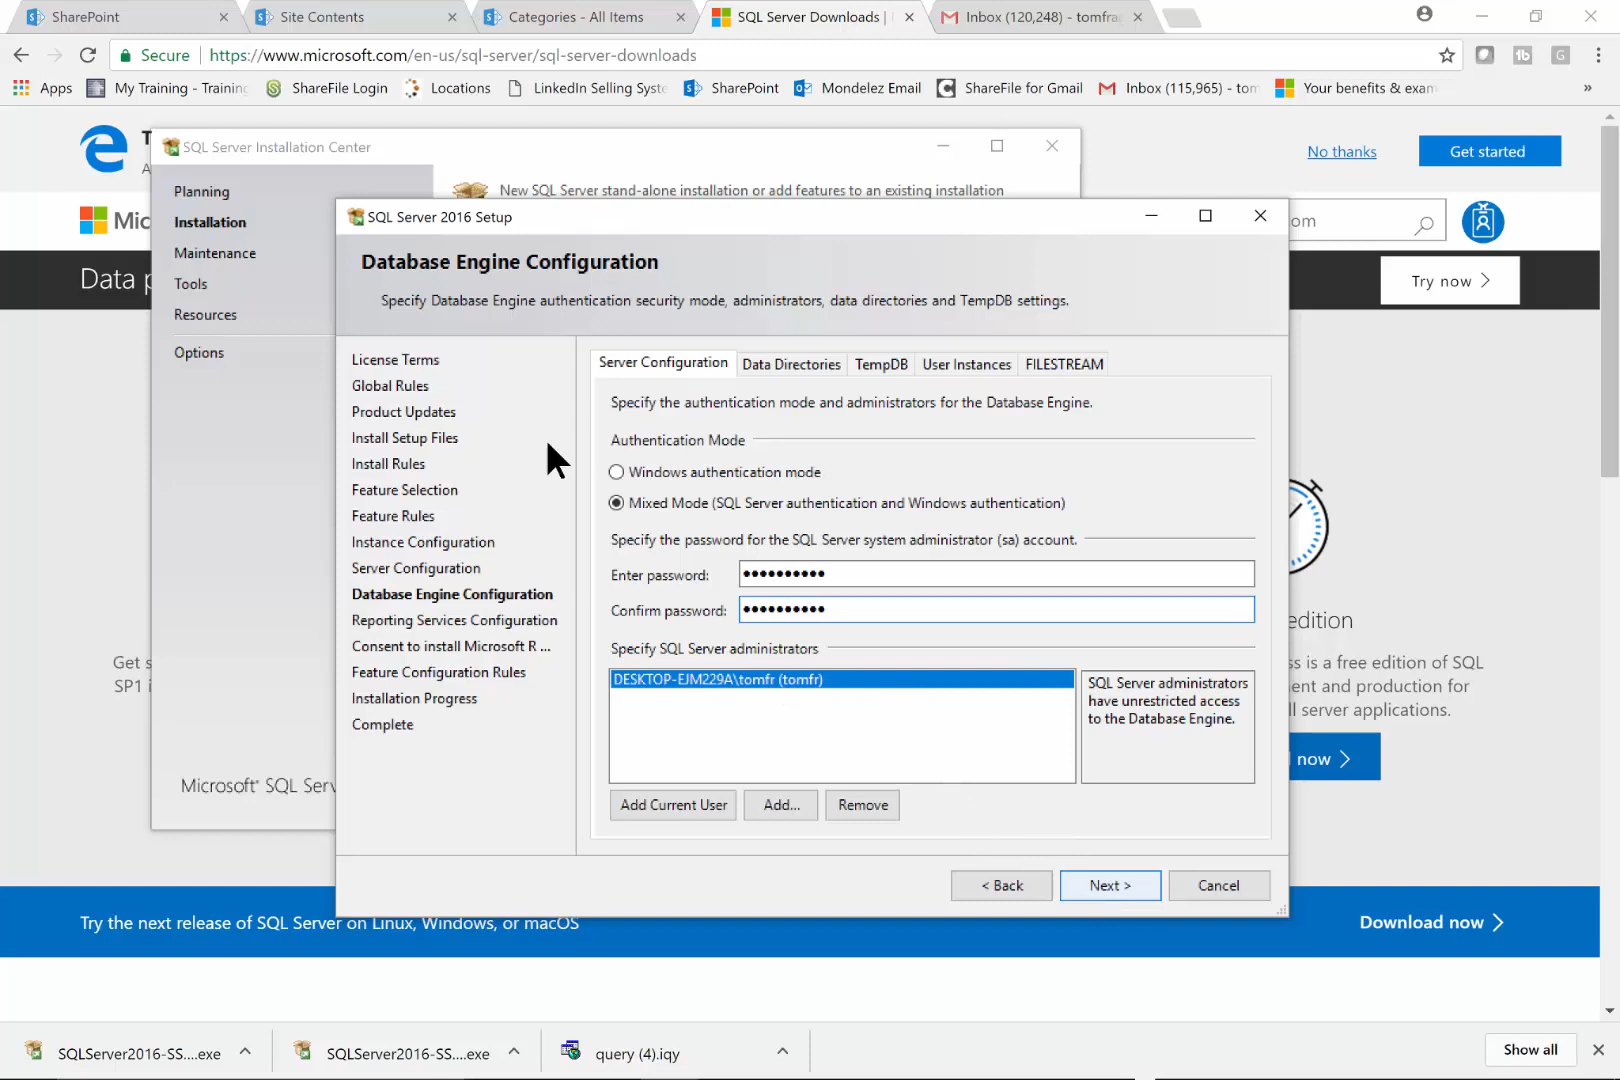 SharePoint
Site Contents
Categories - All Items
SQL Server Downloads |
Inbox (120,248) - tomfra
Secure
https://www.microsoft.com/en-us/sql-server/sql-server-downloads
Apps
My Training - Training
ShareFile Login
Locations
LinkedIn Selling Syste
SharePoint
Mondelez Email
ShareFile for Gmail
Inbox (115,965) - tom
Your benefits & exam
»
No thanks
Get started
SQL Server Installation Center
Planning
Installation
Maintenance
Tools
Resources
Options
New SQL Server stand-alone installation or add features to an existing installation
Mic
om
Data p
Try now
SQL Server 2016 Setup
Database Engine Configuration
Specify Database Engine authentication security mode, administrators, data directories and TempDB settings.
License Terms
Global Rules
Product Updates
Install Setup Files
Install Rules
Feature Selection
Feature Rules
Instance Configuration
Server Configuration
Database Engine Configuration
Reporting Services Configuration
Consent to install Microsoft R ...
Feature Configuration Rules
Installation Progress
Complete
Server Configuration
Data Directories
TempDB
User Instances
FILESTREAM
Specify the authentication mode and administrators for the Database Engine.
Authentication Mode
Windows authentication mode
Mixed Mode (SQL Server authentication and Windows authentication)
Specify the password for the SQL Server system administrator (sa) account.
Enter password: ●●●●●●●●●●
Confirm password: ●●●●●●●●●●
Specify SQL Server administrators
DESKTOP-EJM229A\tomfr (tomfr)
SQL Server administrators
have unrestricted access
to the Database Engine.
Add Current User
Add...
Remove
< Back
Next >
Cancel
Get s
SP1 i
Microsoft® SQL Serv
edition
ss is a free edition of SQL
ment and production for
ll server applications.
now
Try the next release of SQL Server on Linux, Windows, or macOS
Download now
SQLServer2016-SS....exe
SQLServer2016-SS....exe
query (4).iqy
Show all